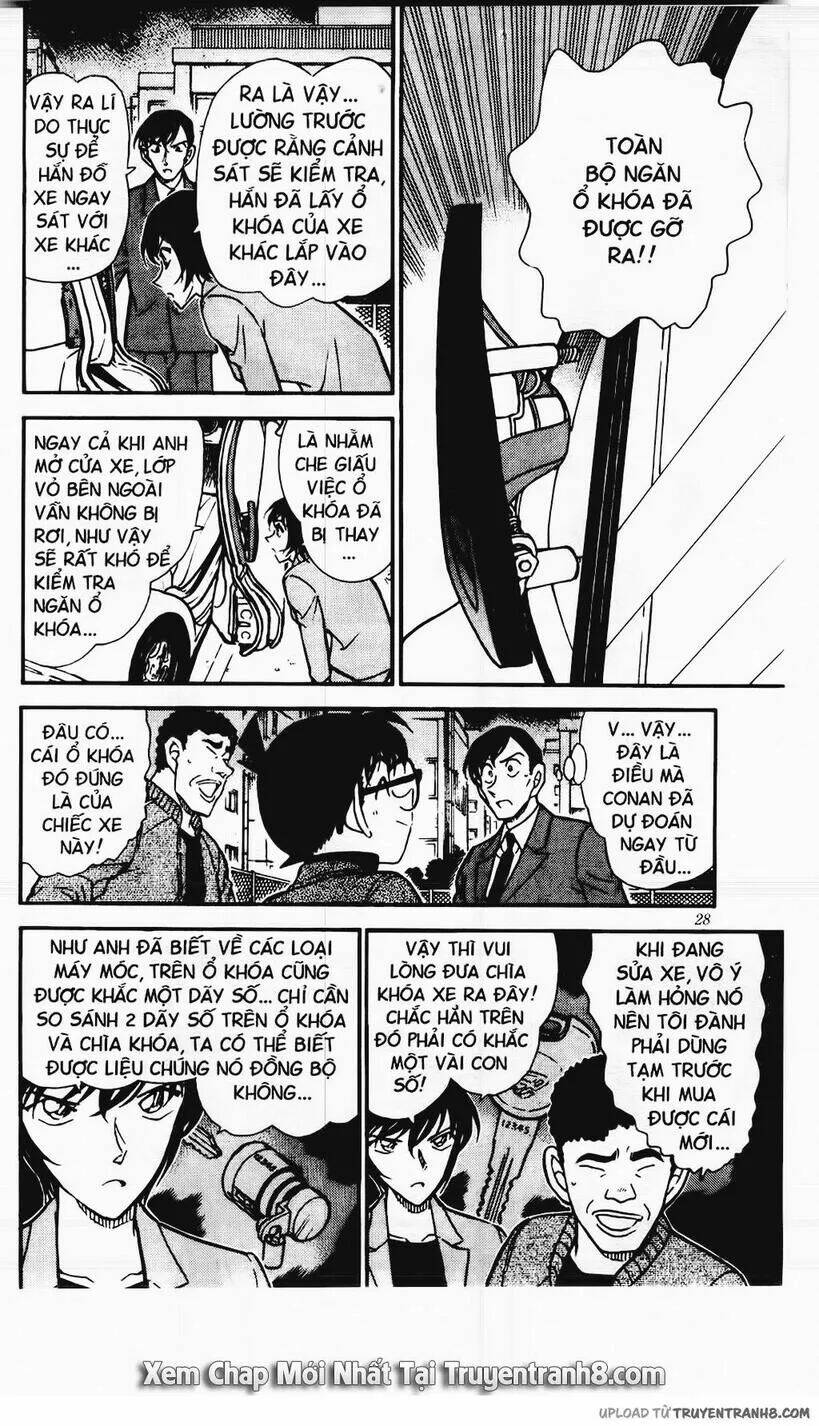 TOÀN
BỘ NGĂN
Ổ KHÓA ĐÃ
ĐƯỢC GỠ
RA!!
RA LÀ VẬY...
LƯỜNG TRƯỚC
ĐƯỢC RẰNG CẢNH
SÁT SẼ KIỂM TRA,
HẮN ĐÃ LẤY Ổ
KHÓA CỦA XE
KHÁC LẮP VÀO
ĐÂY...
VẬY RA LÍ
DO THỰC
SỰ ĐỂ
HẮN ĐỖ
XE NGAY
SÁT VỚI
XE KHÁC
...
LÀ NHẰM
CHE GIẤU
VIỆC Ổ
KHÓA ĐÃ
BỊ THAY
...
NGAY CẢ KHI ANH
MỞ CỬA XE, LỚP
VỎ BÊN NGOÀI
VẪN KHÔNG BỊ
RƠI, NHƯ VẬY
SẼ RẤT KHÓ ĐỂ
KIỂM TRA
NGĂN Ổ
KHÓA...
V... VẬY...
ĐÂY LÀ
ĐIỀU MÀ
CONAN ĐÃ
DỰ ĐOÁN
NGAY TỪ
ĐẦU...
ĐÂU CÓ...
CÁI Ổ KHÓA
ĐÓ ĐÚNG
LÀ CỦA
CHIẾC XE
NÀY!
28
KHI ĐANG
SỬA XE, VÔ Ý
LÀM HỎNG NÓ
NÊN TÔI ĐÀNH
PHẢI DÙNG
TẠM TRƯỚC
KHI MUA
ĐƯỢC CÁI
MỚI...
VẬY THÌ VUI
LÒNG ĐƯA CHÌA
KHÓA XE RA ĐÂY!
CHẮC HẲN TRÊN
ĐÓ PHẢI CÓ KHẮC
MỘT VÀI CON
SỐ!
12345
NHƯ ANH ĐÃ BIẾT VỀ CÁC LOẠI
MÁY MÓC, TRÊN Ổ KHÓA CŨNG
ĐƯỢC KHẮC MỘT DÃY SỐ... CHỈ CẦN
SO SÁNH 2 DÃY SỐ TRÊN Ổ KHÓA
VÀ CHÌA KHÓA, TA CÓ THỂ BIẾT
ĐƯỢC LIỆU CHÚNG NÓ ĐỒNG BỘ
KHÔNG...
Xem Chap Mới Nhất Tại Truyentranh8.com
UPLOAD TỪ TRUYENTRANH8.COM